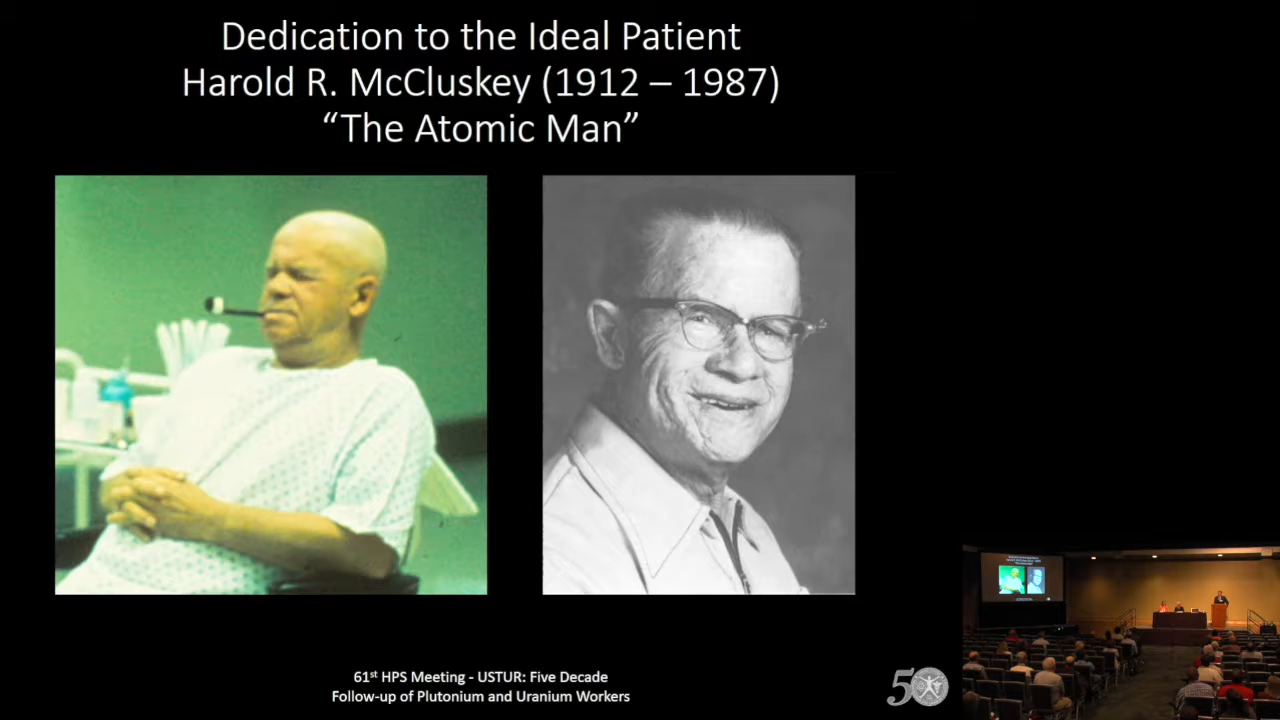 Dedication to the Ideal Patient
Harold R. McCluskey (1912 – 1987)
“The Atomic Man”
61st HPS Meeting - USTUR: Five Decade
Follow-up of Plutonium and Uranium Workers
50